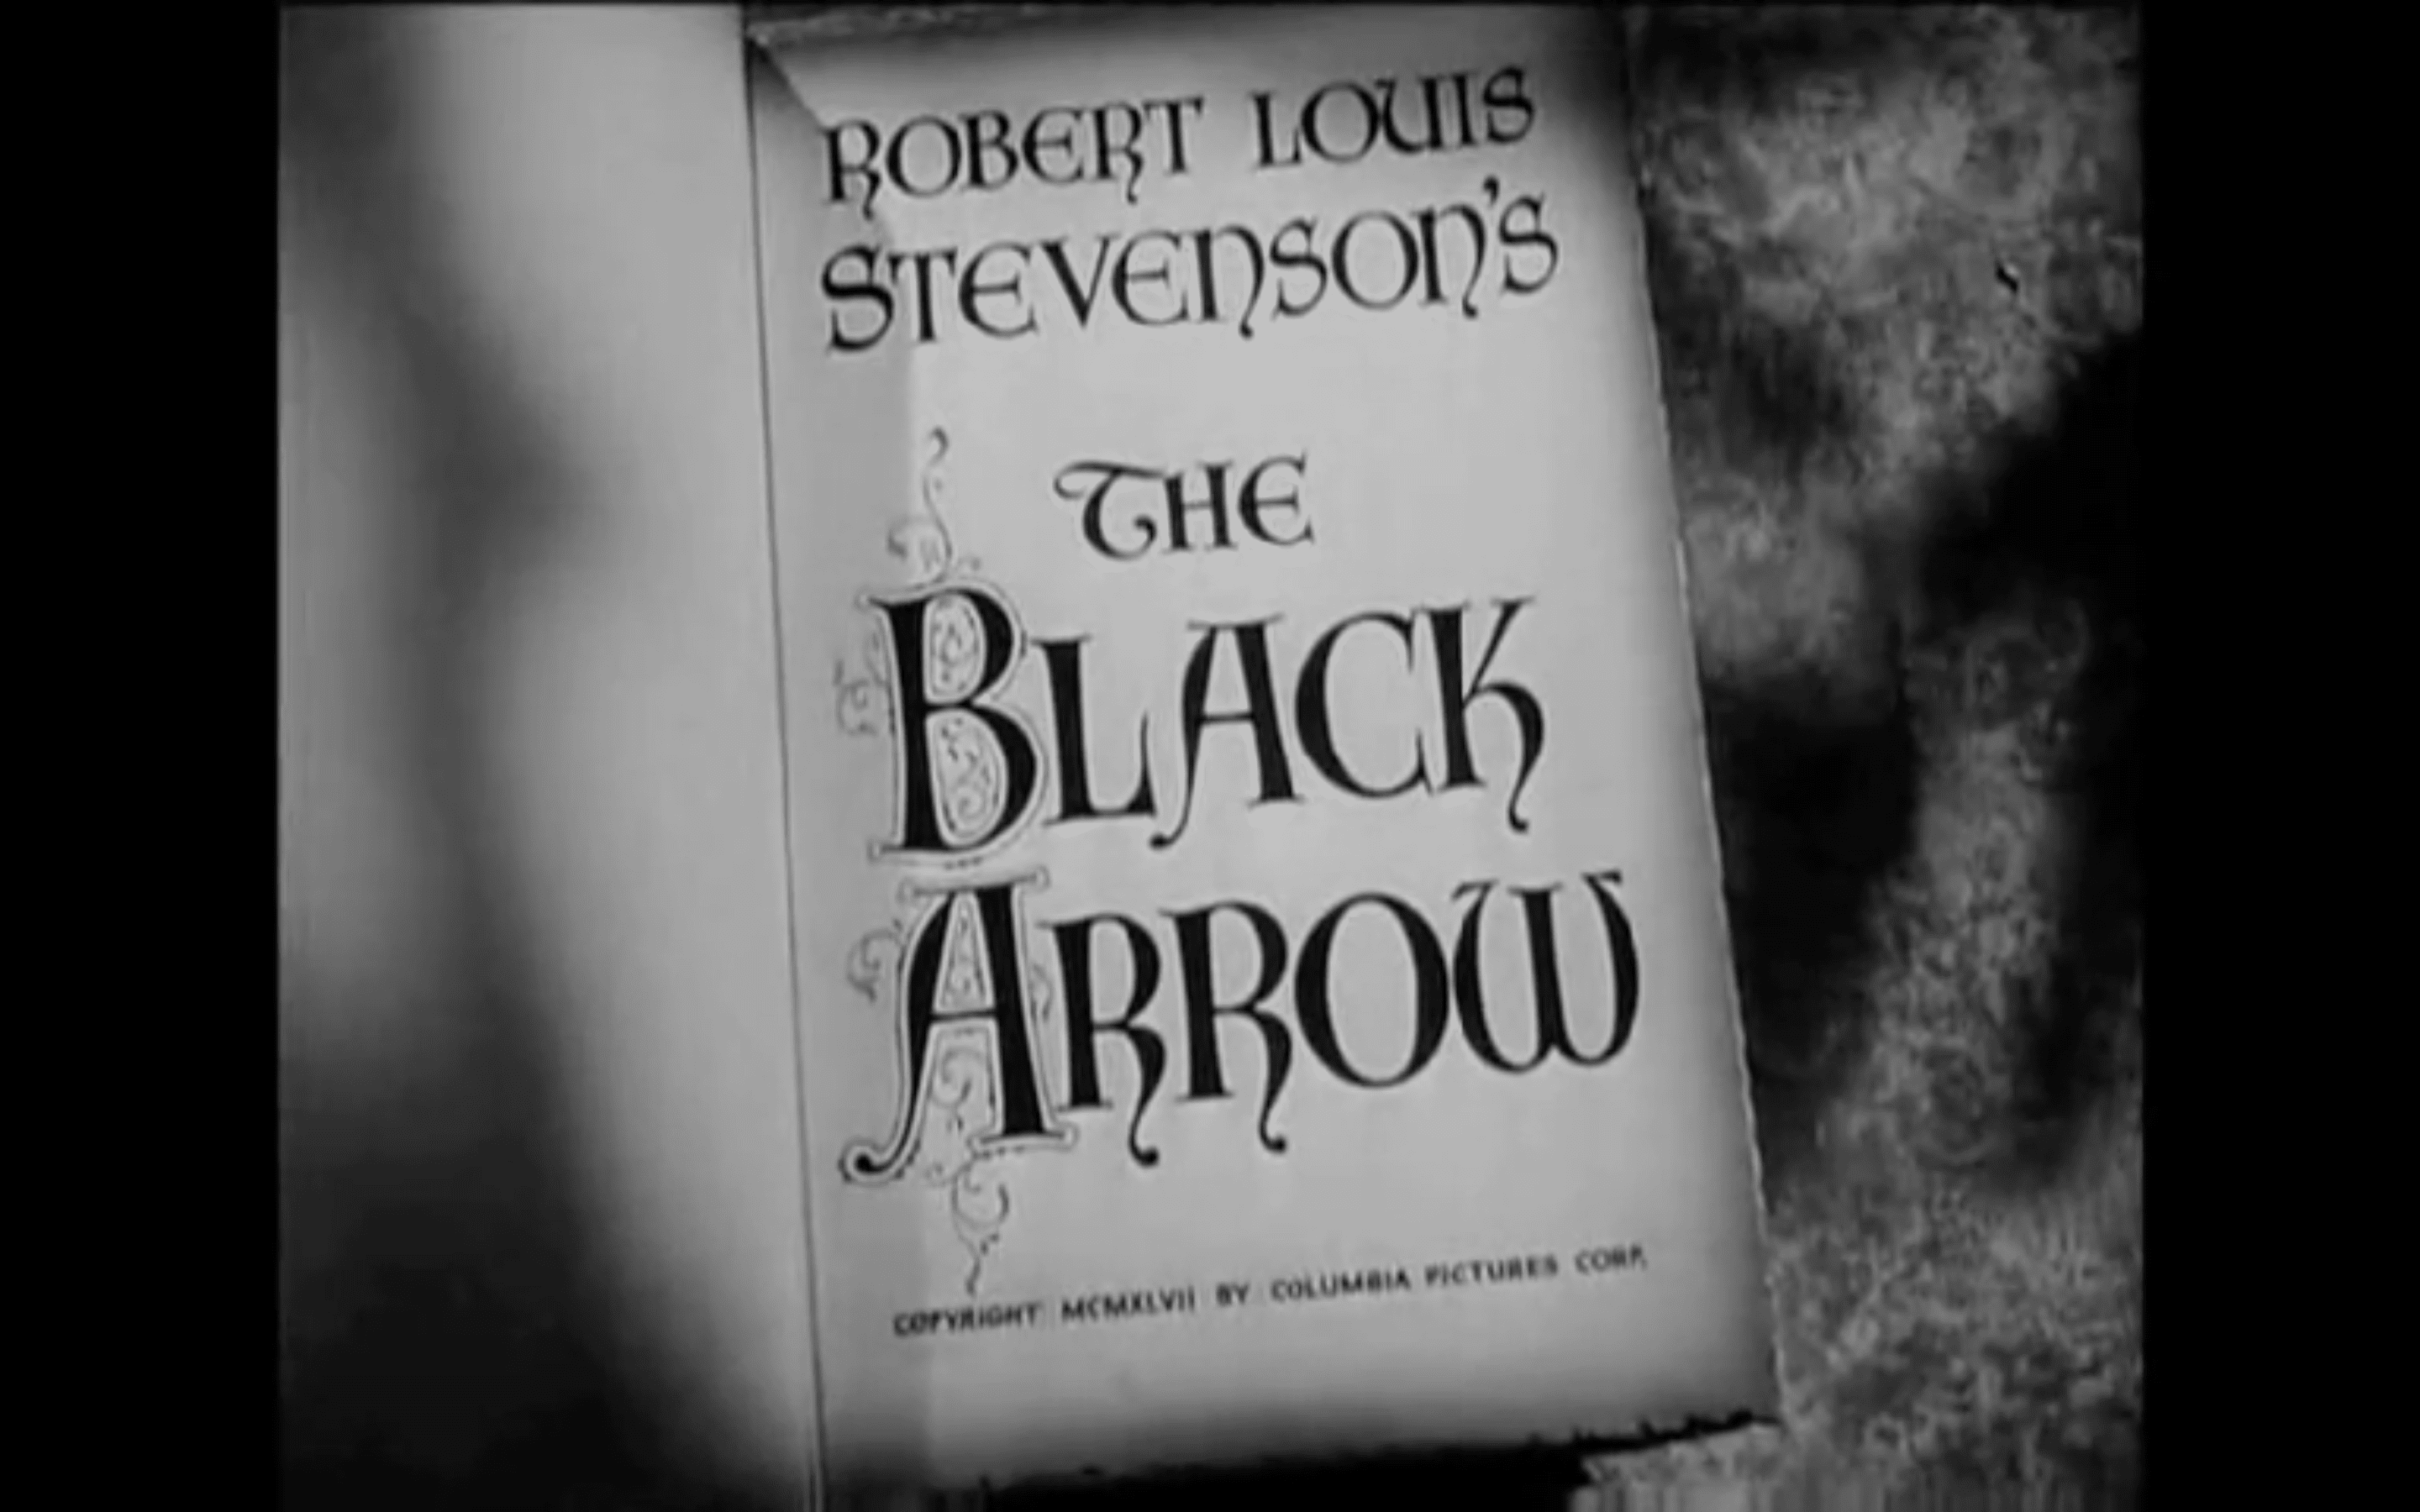 ROBERT LOUIS
STEVENSON'S
THE
BLACK
ARROW
COPYRIGHT MCMXLVII BY COLUMBIA PICTURES CORP.